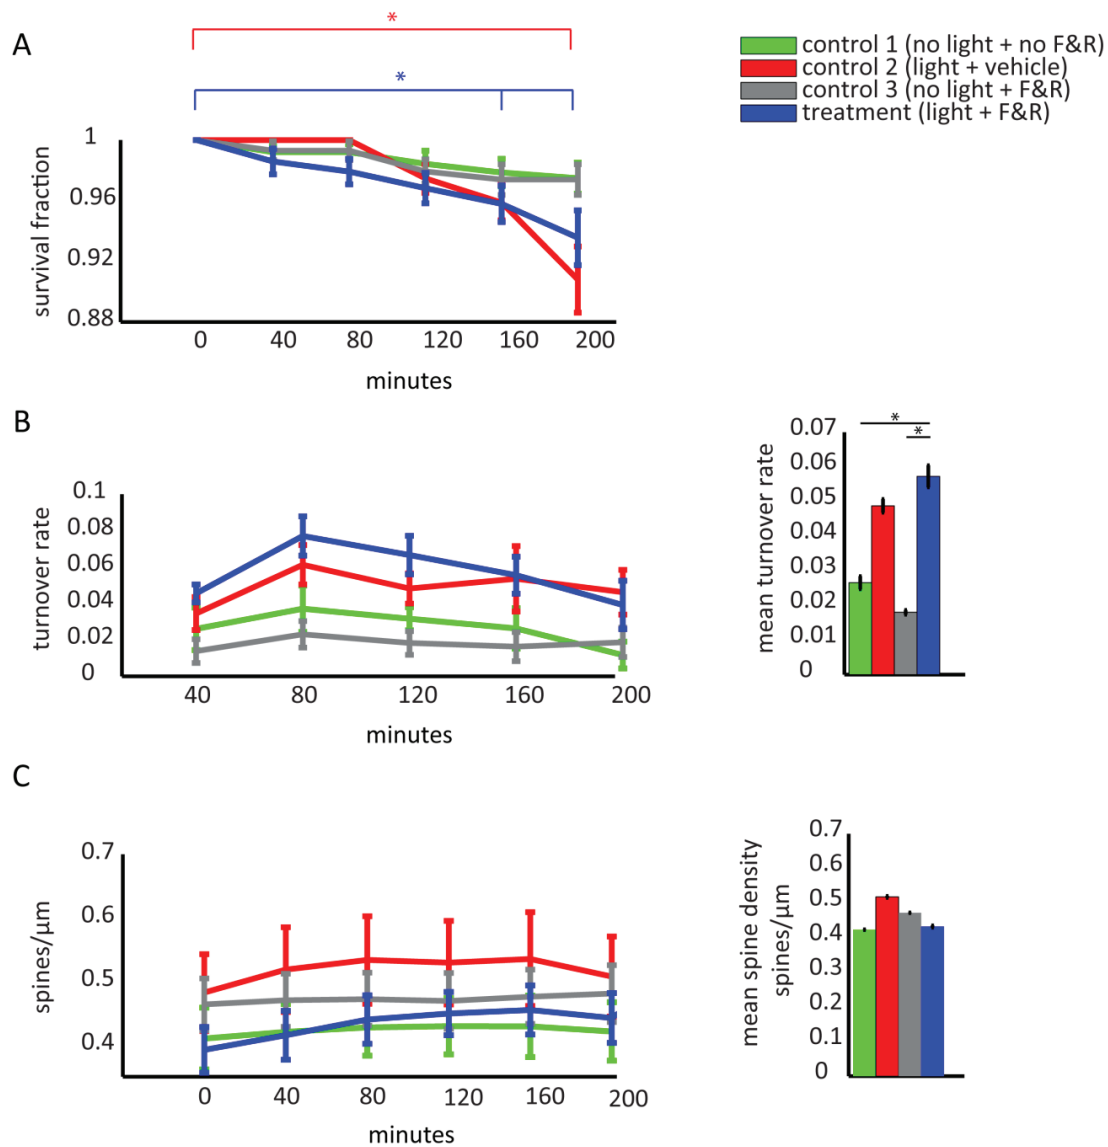 A
*
*
control 1 (no light + no F&R)
control 2 (light + vehicle)
control 3 (no light + F&R)
treatment (light + F&R)
survival fraction
1
0.96
0.92
0.88
0 40 80 120 160 200
minutes
B
turnover rate
0.1
0.08
0.06
0.04
0.02
0
40 80 120 160 200
minutes
mean turnover rate
0.07
0.06
0.05
0.04
0.03
0.02
0.01
0
*
*
C
spines/µm
0.7
0.6
0.5
0.4
0 40 80 120 160 200
minutes
mean spine density
spines/µm
0.7
0.6
0.5
0.4
0.3
0.2
0.1
0